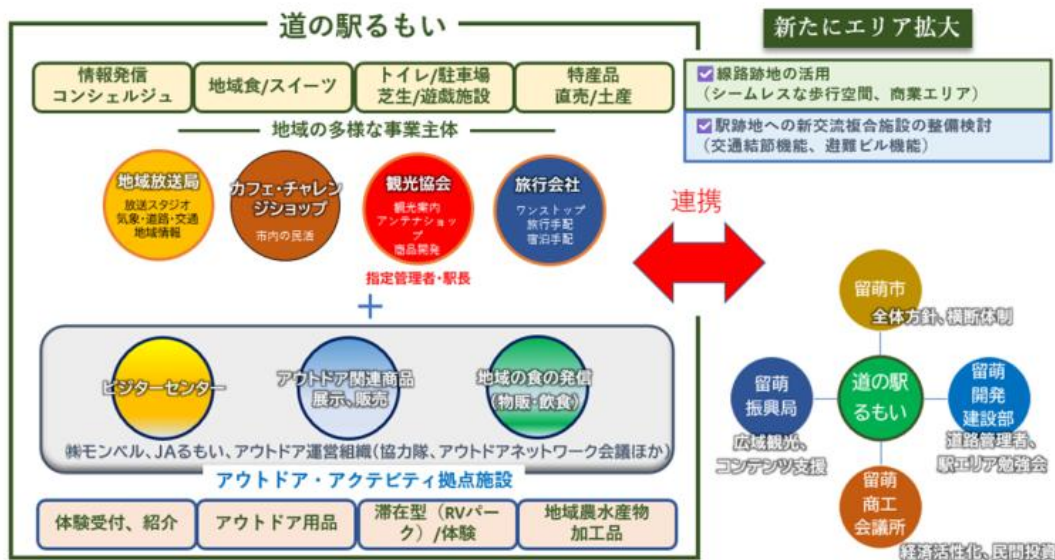 道の駅るもい
情報発信
コンシェルジュ
地域食/スイーツ
トイレ/駐車場
芝生/遊戯施設
特産品
直売/土産
地域の多様な事業主体
地域放送局
放送スタジオ
気象・道路・交通
地域情報
カフェ・チャレン
ジショップ
市内の民活
観光協会
観光案内
アンテナショッ
プ
商品開発
旅行会社
ワンストップ
旅行手配
宿泊手配
指定管理者・駅長
+
ビジターセンター
アウトドア関連商品
展示、販売
地域の食の発信
(物販・飲食)
㈱モンベル、JAるもい、アウトドア運営組織(協力隊、アウトドアネットワーク会議ほか)
アウトドア・アクテビティ拠点施設
体験受付、紹介
アウトドア用品
滞在型(RVパー
ク)/体験
地域農水産物
加工品
新たにエリア拡大
☑線路跡地の活用
(シームレスな歩行空間、商業エリア)
☑駅跡地への新交流複合施設の整備検討
(交通結節機能、避難ビル機能)
連携
留萌市
全体方針、横断体制
留萌
振興局
広域観光、
コンテンツ支援
道の駅
るもい
留萌
開発
建設部
道路管理者、
駅エリア勉強会
留萌
商工
会議所
経済活性化、民間投資